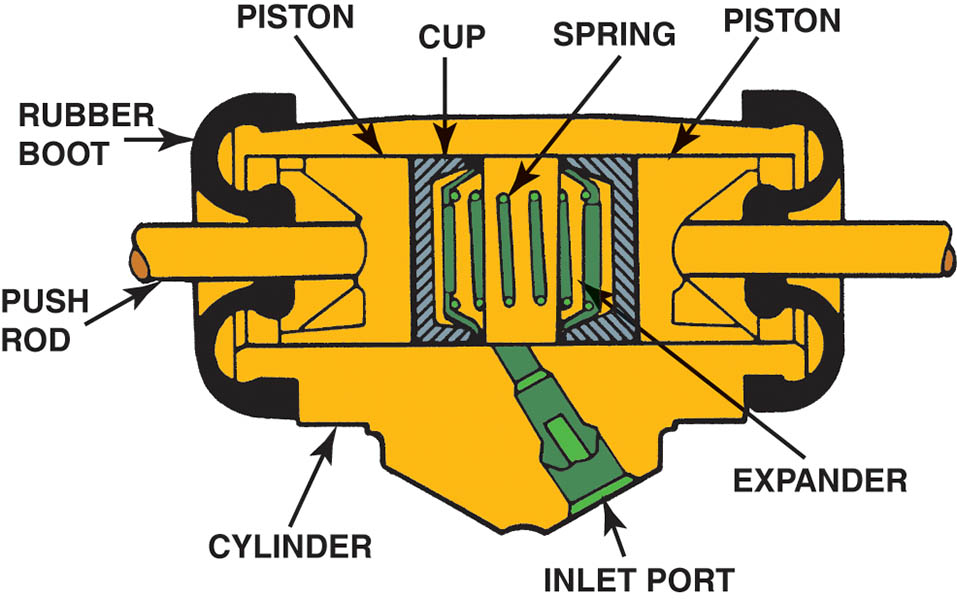 PISTON
CUP
SPRING
PISTON
RUBBER
BOOT
PUSH
ROD
EXPANDER
CYLINDER
INLET PORT